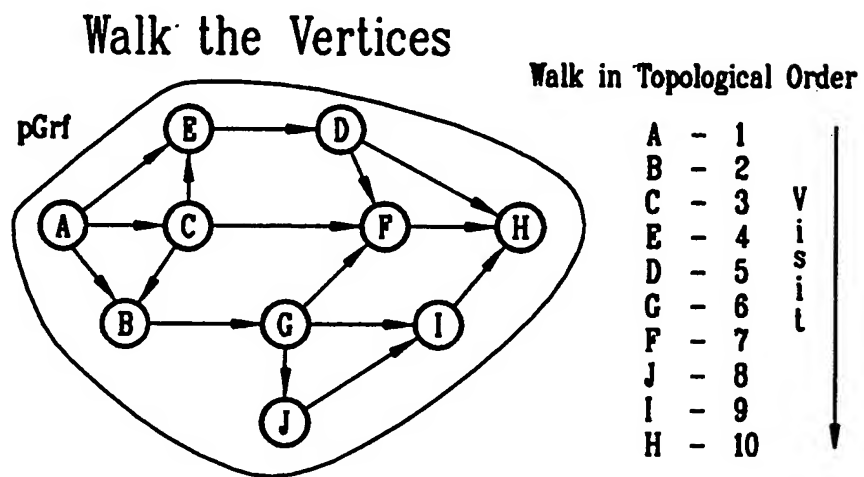 Walk the Vertices
pGrf
E D
A C F H
B G I
J
Walk in Topological Order
A - 1
B - 2
C - 3
E - 4
D - 5
G - 6
F - 7
J - 8
I - 9
H - 10
Visit